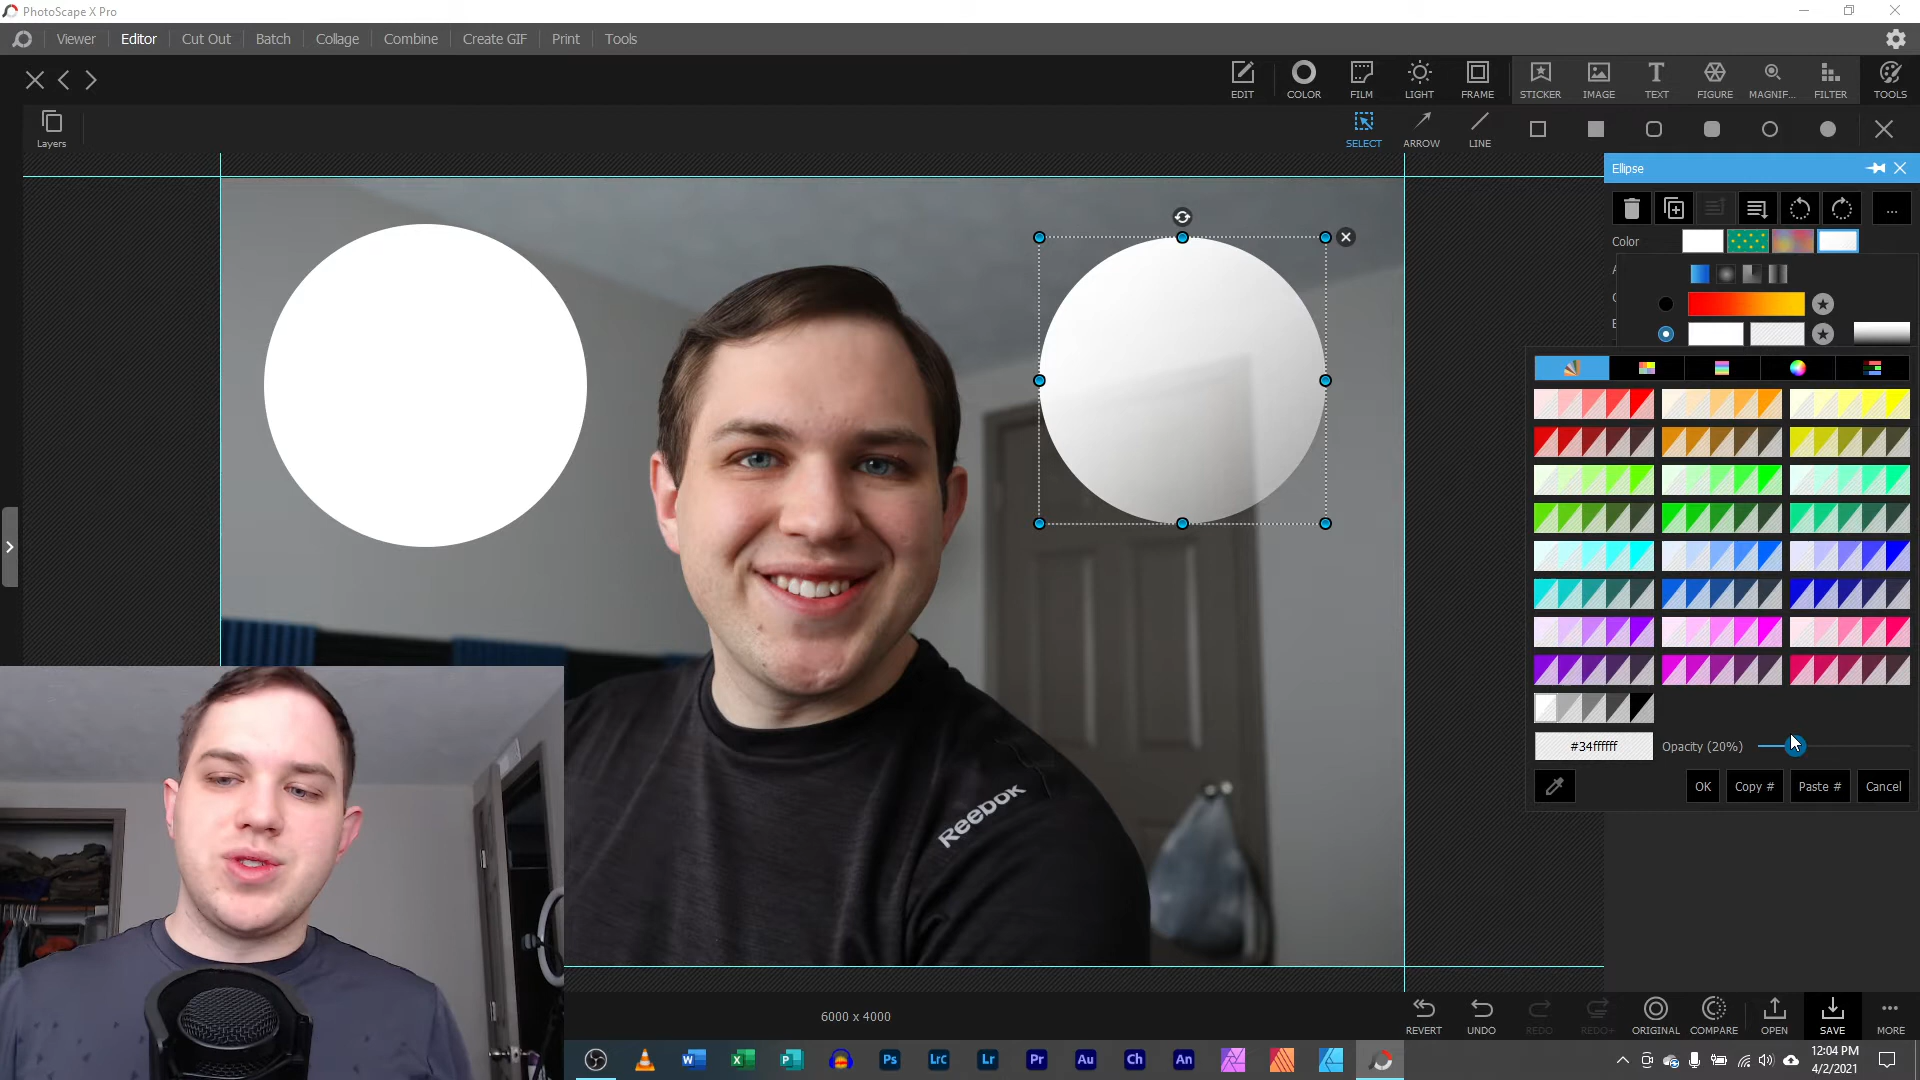 PhotoScape X Pro
Viewer Editor Cut Out Batch Collage Combine Create GIF Print Tools
EDIT COLOR FILM LIGHT FRAME STICKER IMAGE TEXT FIGURE MAGNIF... FILTER TOOLS
Layers SELECT ARROW LINE
Ellipse
...
Color
Reebok
#34ffffff Opacity (20%)
OK Copy # Paste # Cancel
6000 x 4000
REVERT UNDO REDO REDO+ ORIGINAL COMPARE OPEN SAVE MORE
W X P Ps LrC Lr Pr Au Ch An
12:04 PM
4/2/2021